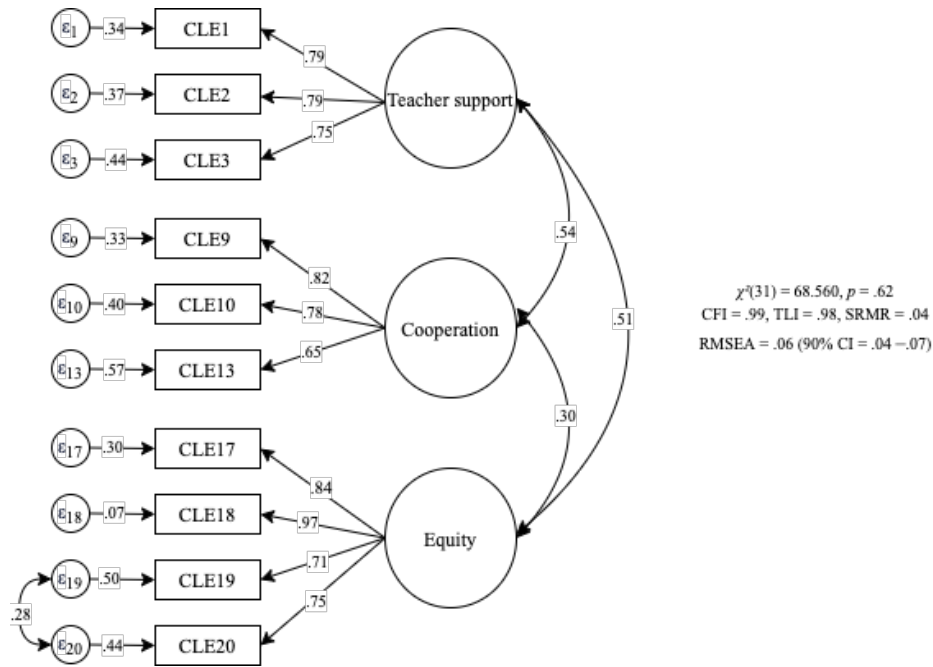 ε1 .34 CLE1
.79
ε2 .37 CLE2 .79 Teacher support
.75
ε3 .44 CLE3
ε9 .33 CLE9
.54
.82
ε10 .40 CLE10 .78 Cooperation
.65
ε13 .57 CLE13
.51
.30
ε17 .30 CLE17
.84
ε18 .07 CLE18 .97
Equity
.71
ε19 .50 CLE19
.75
.28
ε20 .44 CLE20
χ²(31) = 68.560, p = .62
CFI = .99, TLI = .98, SRMR = .04
RMSEA = .06 (90% CI = .04 –.07)